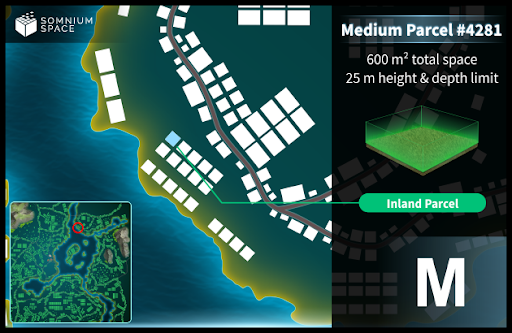 SOMNIUM
SPACE
Medium Parcel #4281
600 m² total space
25 m height & depth limit
Inland Parcel
M